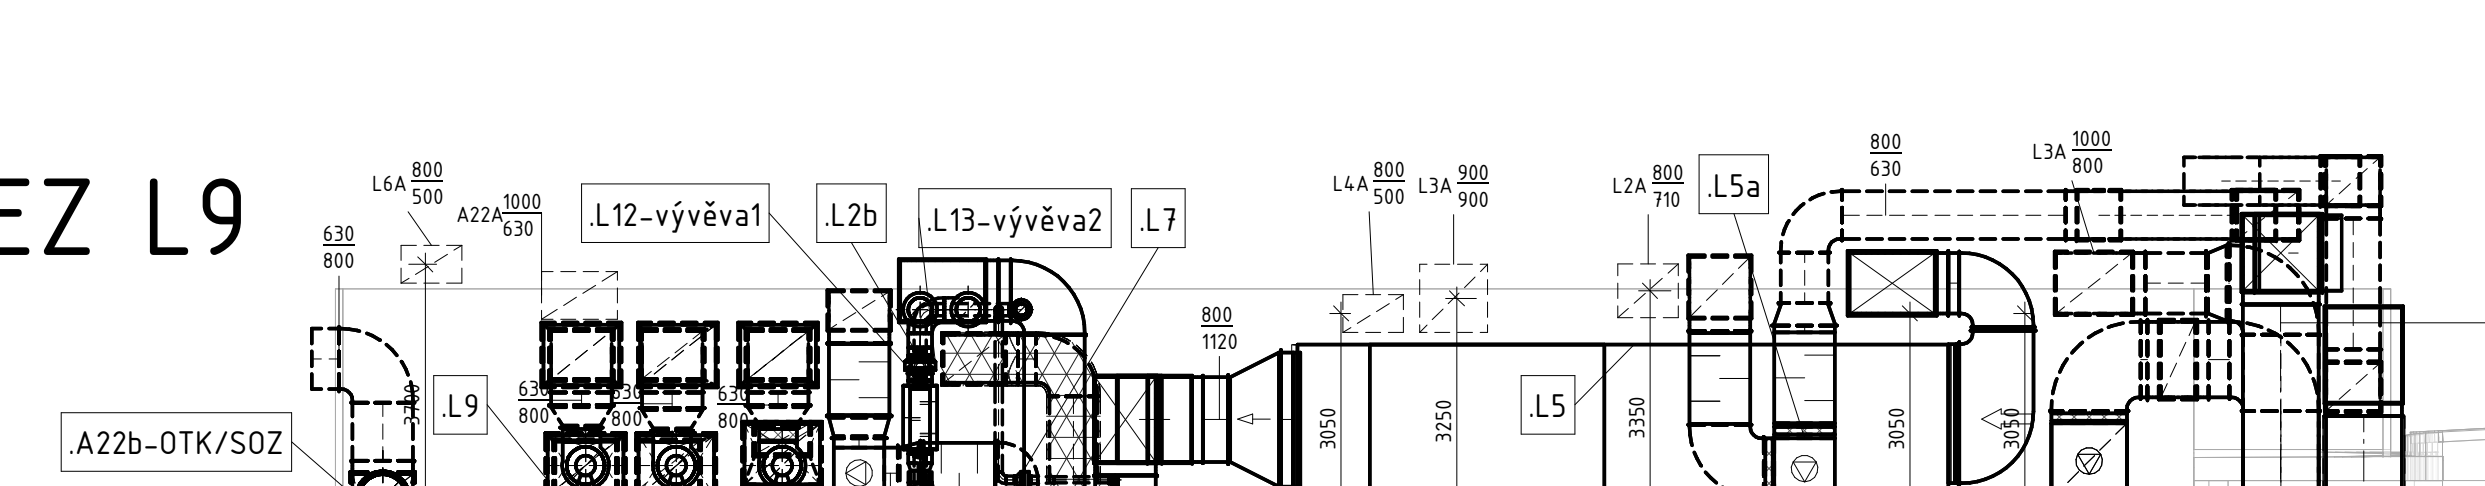 EZ L9
L6A 800
500
A22A 1000
630
630
800
.L12-vývěva1
.L2b
.L13-vývěva2
.L7
800
1120
L4A 800
500
L3A 900
900
L2A 800
710
.L5a
800
630
L3A 1000
800
3700
.L9
630
800
630
800
630
800
.A22b-OTK/SOZ
3050
3250
.L5
3350
3050
3050